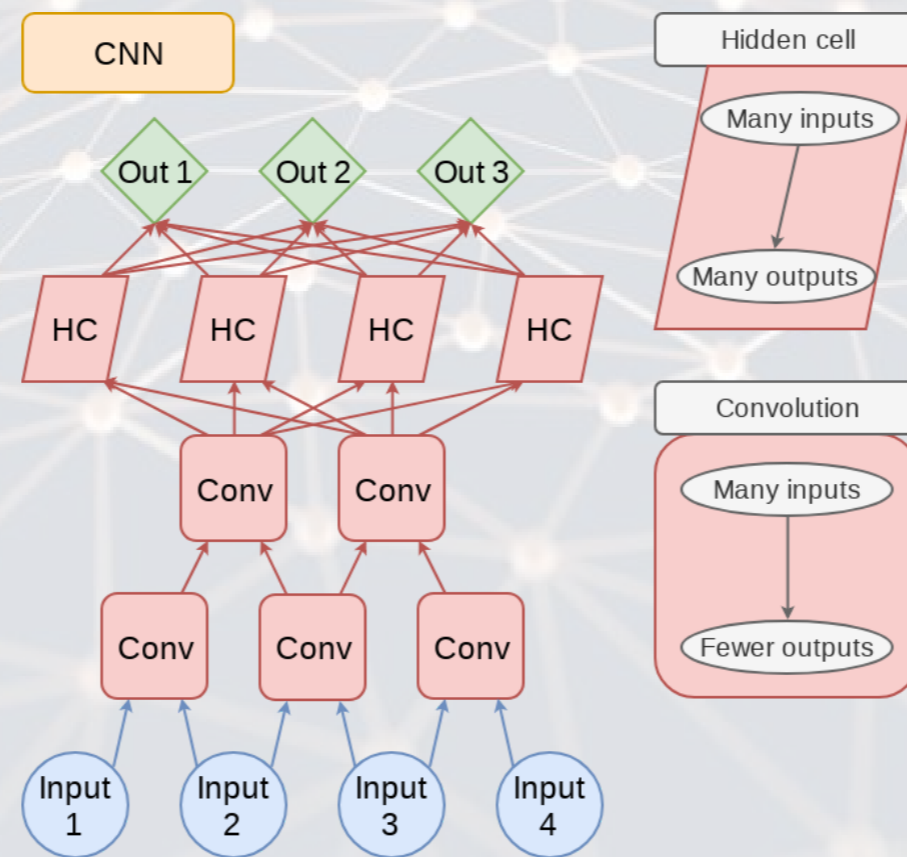 CNN
Out 1 Out 2 Out 3
HC HC HC HC
Conv Conv
Conv Conv Conv
Input Input Input Input
1 2 3 4
Hidden cell
Many inputs
Many outputs
Convolution
Many inputs
Fewer outputs